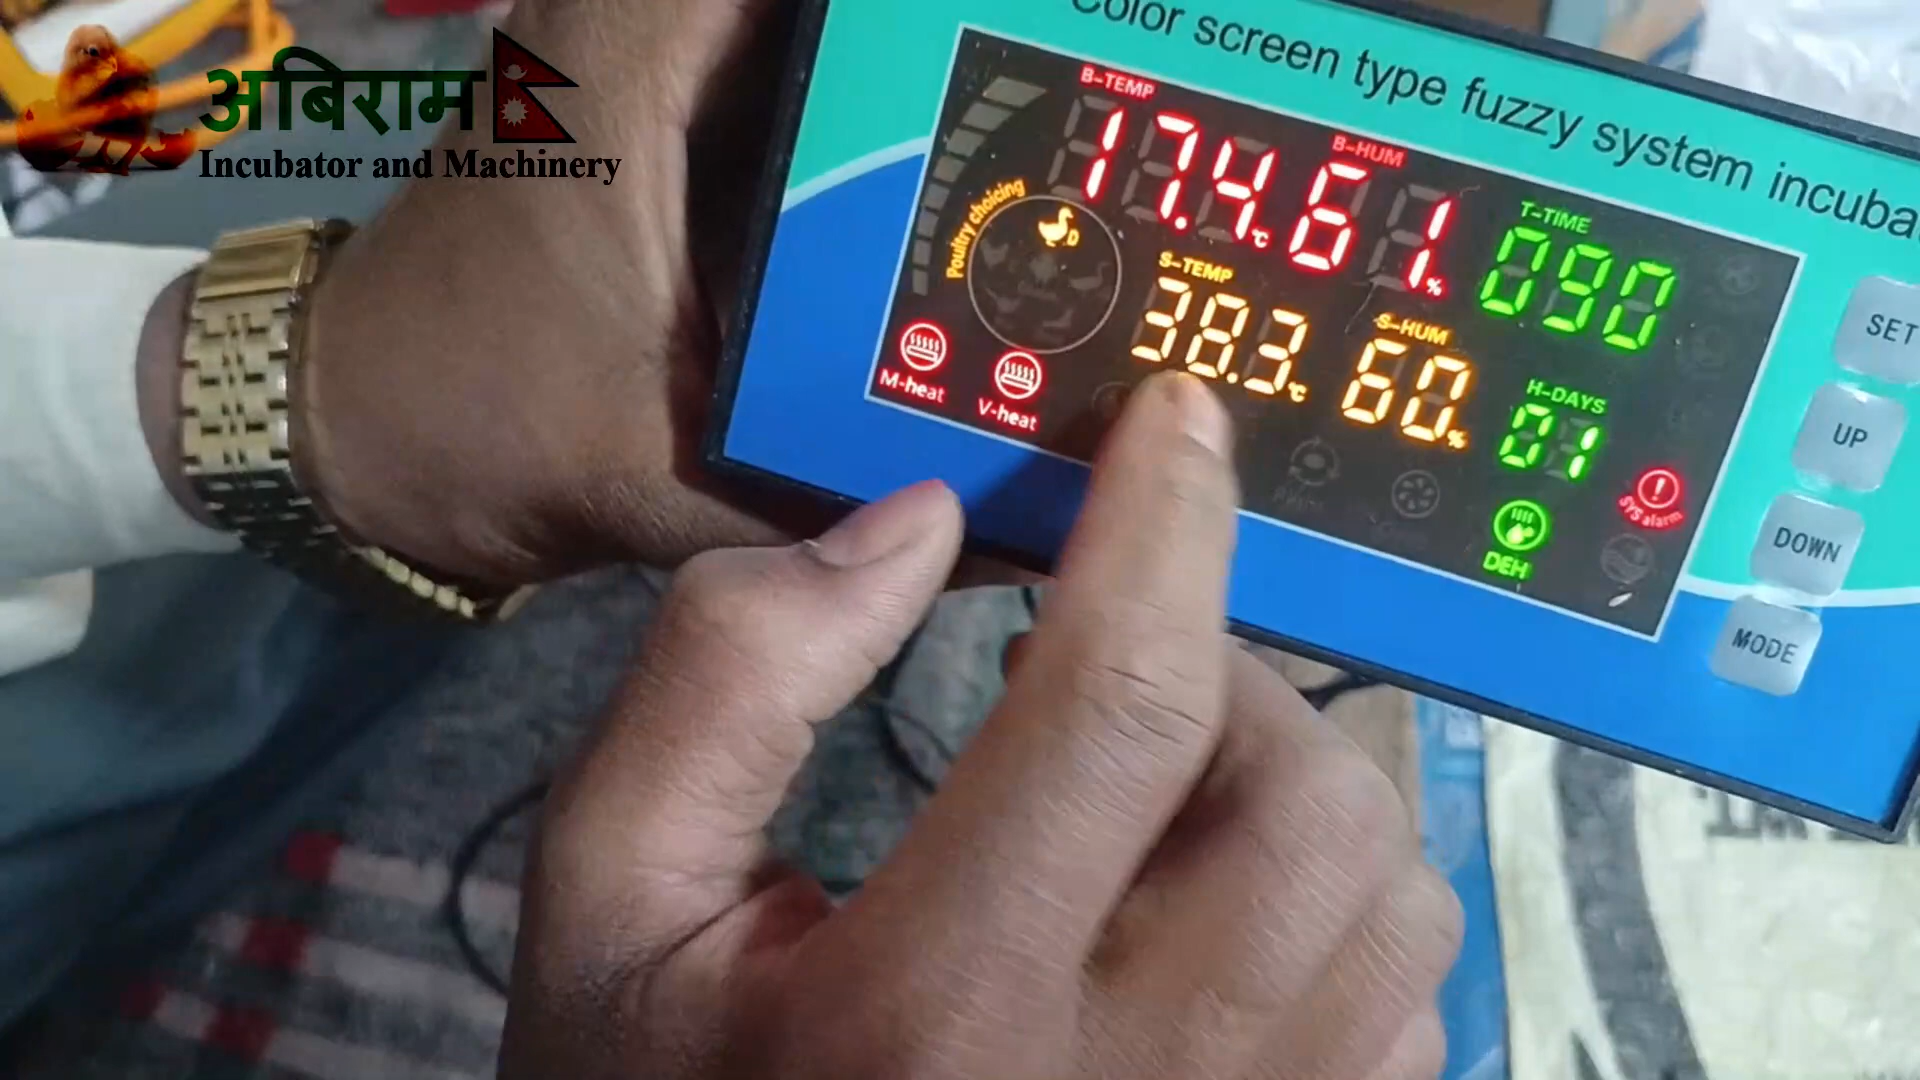 अबिराम
Incubator and Machinery
Color screen type fuzzy system incuba
B-TEMP
17.4℃
B-HUM
61%
T-TIME
090
Poultry choicing
D
S-TEMP
38.3℃
S-HUM
60%
H-DAYS
01
M-heat
V-heat
SYS alarm
DEH
SET
UP
DOWN
MODE